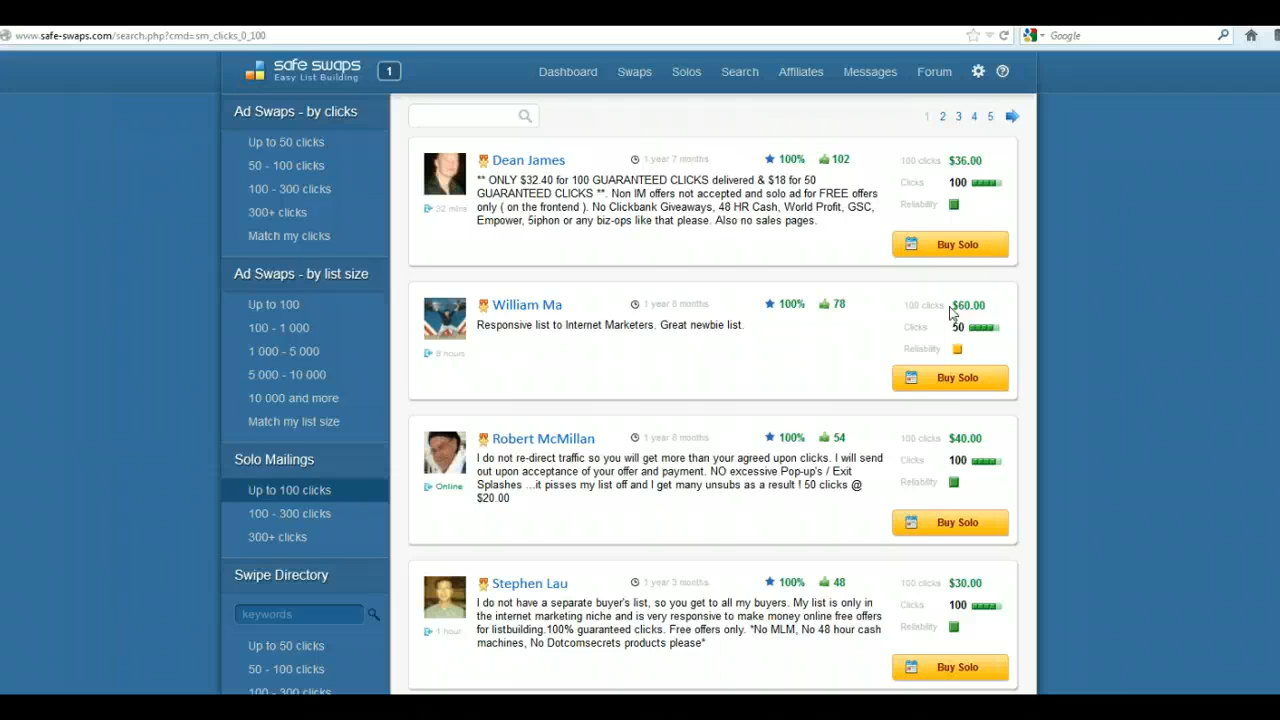 www.safe-swaps.com/search.php?cmd=sm_clicks_0_100
Google
safe swaps
Easy List Building
1
Dashboard
Swaps
Solos
Search
Affiliates
Messages
Forum
Ad Swaps - by clicks
Up to 50 clicks
50 - 100 clicks
100 - 300 clicks
300+ clicks
Match my clicks
Ad Swaps - by list size
Up to 100
100 - 1 000
1 000 - 5 000
5 000 - 10 000
10 000 and more
Match my list size
Solo Mailings
Up to 100 clicks
100 - 300 clicks
300+ clicks
Swipe Directory
keywords
Up to 50 clicks
50 - 100 clicks
100 - 300 clicks
1 2 3 4 5
Dean James
1 year 7 months
100%
102
32 mins
** ONLY $32.40 for 100 GUARANTEED CLICKS delivered & $18 for 50
GUARANTEED CLICKS **. Non IM offers not accepted and solo ad for FREE offers
only ( on the frontend ). No Clickbank Giveaways, 48 HR Cash, World Profit, GSC,
Empower, 5iphon or any biz-ops like that please. Also no sales pages.
100 clicks $36.00
Clicks 100
Reliability
Buy Solo
William Ma
1 year 8 months
100%
78
8 hours
Responsive list to Internet Marketers. Great newbie list.
100 clicks $60.00
Clicks 50
Reliability
Buy Solo
Robert McMillan
1 year 8 months
100%
54
Online
I do not re-direct traffic so you will get more than your agreed upon clicks. I will send
out upon acceptance of your offer and payment. NO excessive Pop-up's / Exit
Splashes ...it pisses my list off and I get many unsubs as a result ! 50 clicks @
$20.00
100 clicks $40.00
Clicks 100
Reliability
Buy Solo
Stephen Lau
1 year 3 months
100%
48
1 hour
I do not have a separate buyer's list, so you get to all my buyers. My list is only in
the internet marketing niche and is very responsive to make money online free offers
for listbuilding.100% guaranteed clicks. Free offers only. *No MLM, No 48 hour cash
machines, No Dotcomsecrets products please*
100 clicks $30.00
Clicks 100
Reliability
Buy Solo